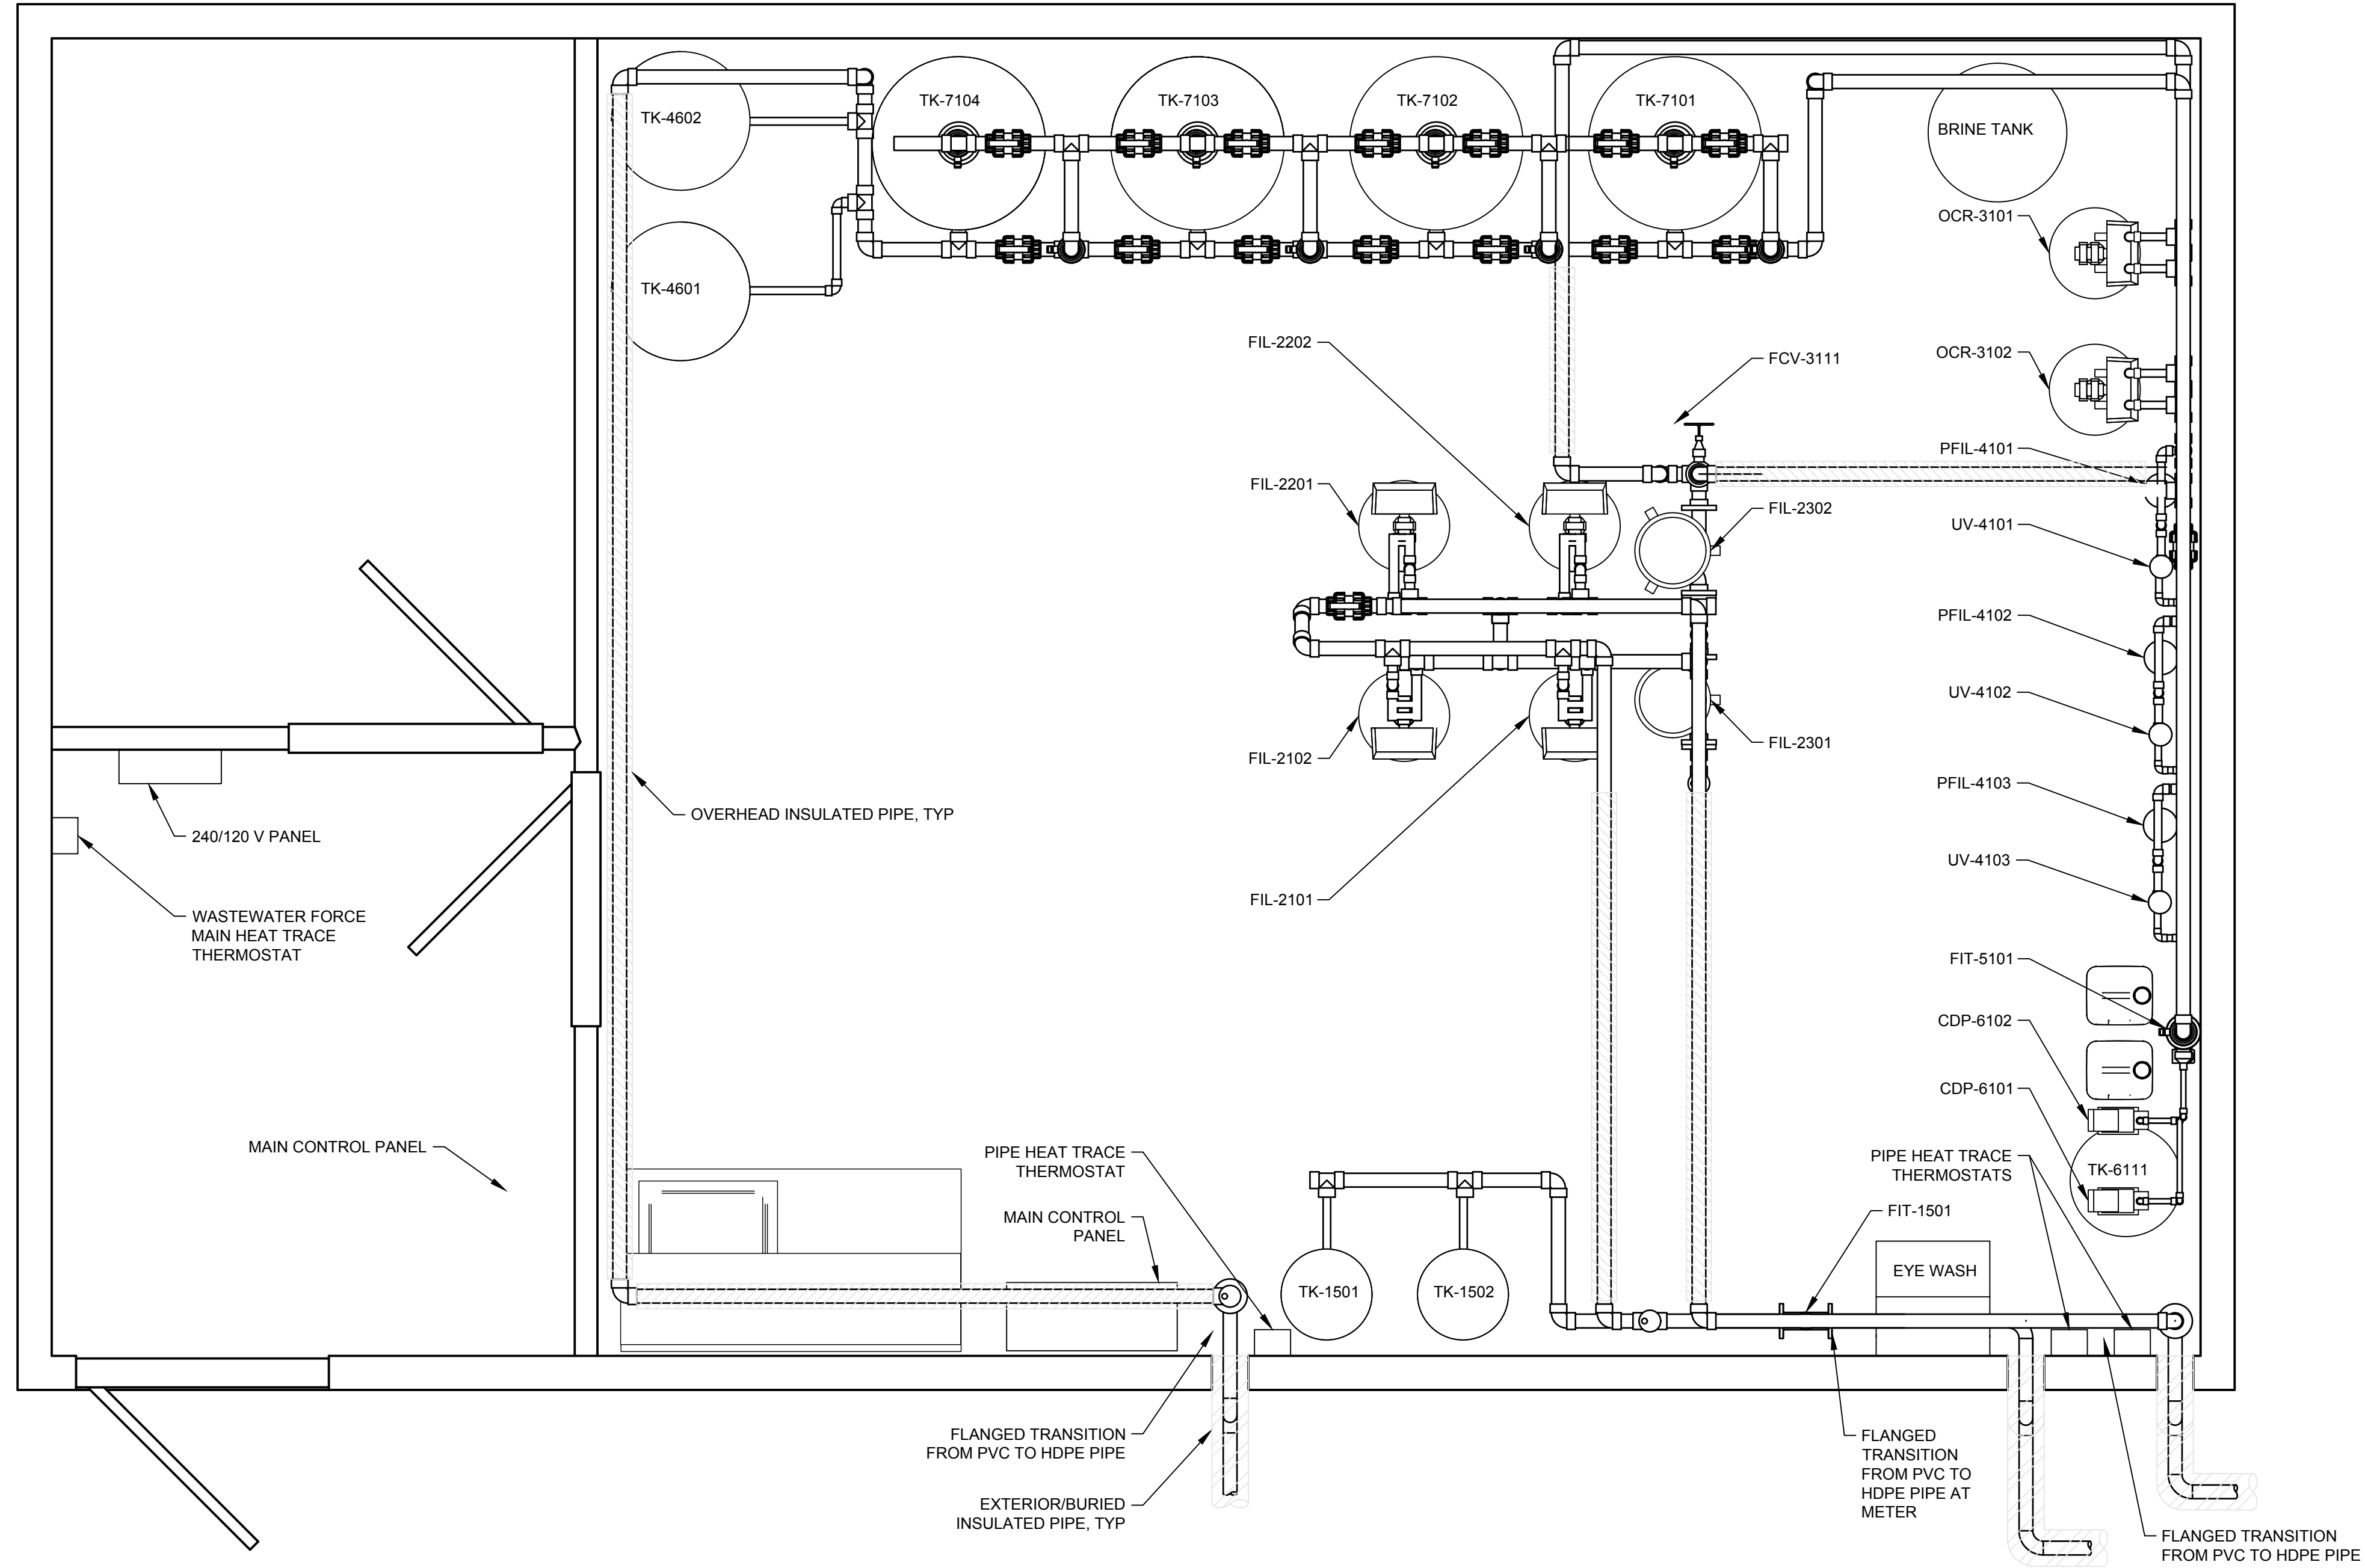 TK-4602
TK-7104
TK-7103
TK-7102
TK-7101
BRINE TANK
TK-4601
OCR-3101
FIL-2202
FCV-3111
OCR-3102
FIL-2201
FIL-2302
PFIL-4101
UV-4101
PFIL-4102
UV-4102
FIL-2102
FIL-2301
PFIL-4103
OVERHEAD INSULATED PIPE, TYP
240/120 V PANEL
UV-4103
FIL-2101
WASTEWATER FORCE
MAIN HEAT TRACE
THERMOSTAT
FIT-5101
CDP-6102
CDP-6101
MAIN CONTROL PANEL
PIPE HEAT TRACE
THERMOSTAT
PIPE HEAT TRACE
THERMOSTATS
TK-6111
MAIN CONTROL
PANEL
FIT-1501
TK-1501
TK-1502
EYE WASH
FLANGED TRANSITION
FROM PVC TO HDPE PIPE
FLANGED
TRANSITION
FROM PVC TO
HDPE PIPE AT
METER
EXTERIOR/BURIED
INSULATED PIPE, TYP
FLANGED TRANSITION
FROM PVC TO HDPE PIPE